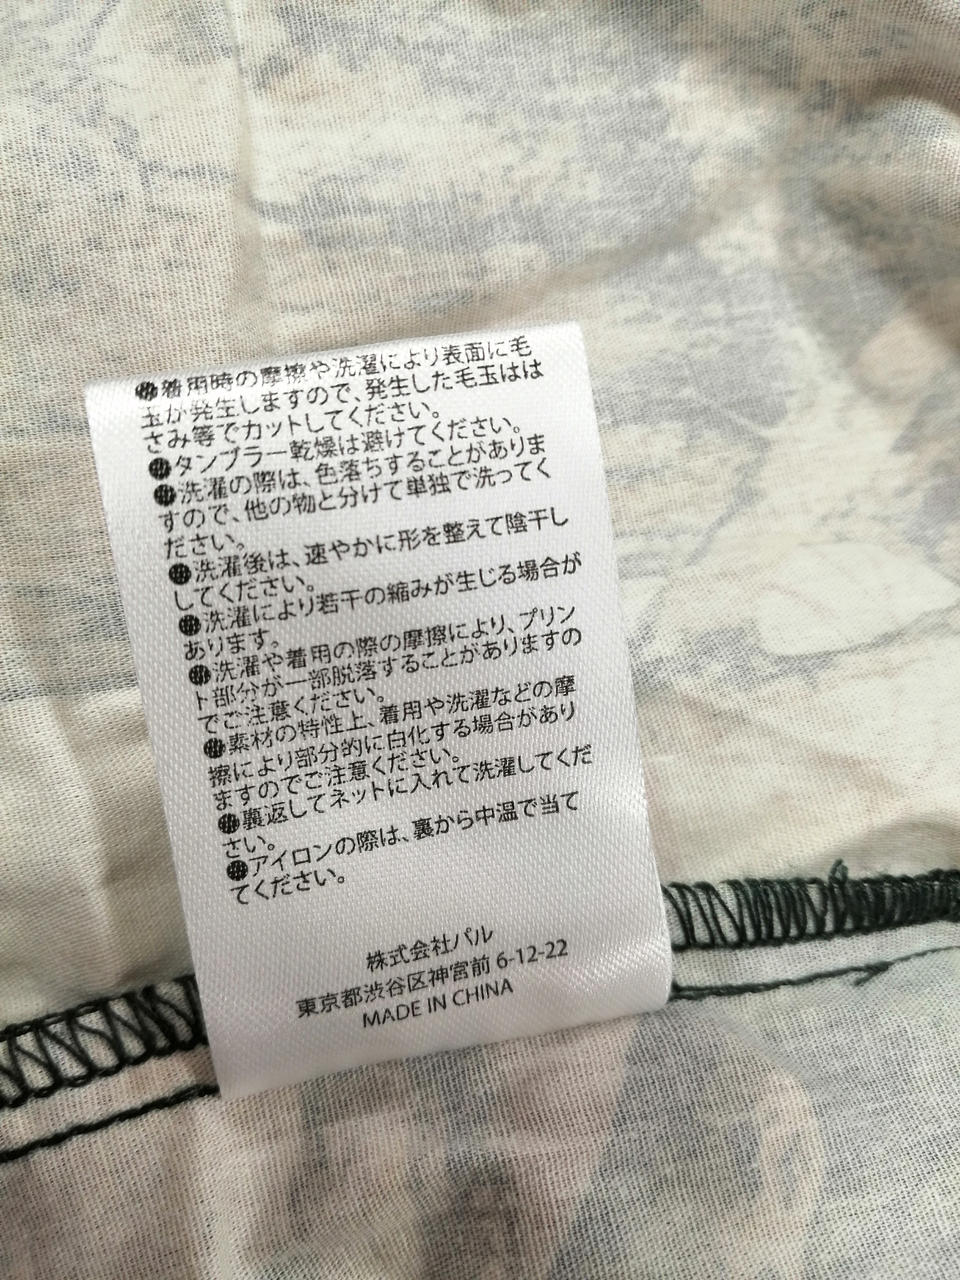 ●着用時の摩擦や洗濯により表面に毛
玉が発生しますので、発生した毛玉はは
さみ等でカットしてください。
●タンブラー乾燥は避けてください。
●洗濯の際は、色落ちすることがありま
すので、他の物と分けて単独で洗ってく
ださい。
●洗濯後は、速やかに形を整えて陰干し
してください。
●洗濯により若干の縮みが生じる場合が
あります。
●洗濯や着用の際の摩擦により、プリン
ト部分が一部脱落することがありますの
でご注意ください。
●素材の特性上、着用や洗濯などの摩
擦により部分的に白化する場合があり
ますのでご注意ください。
●裏返してネットに入れて洗濯してくだ
さい。
●アイロンの際は、裏から中温で当て
てください。
株式会社パル
東京都渋谷区神宮前 6-12-22
MADE IN CHINA